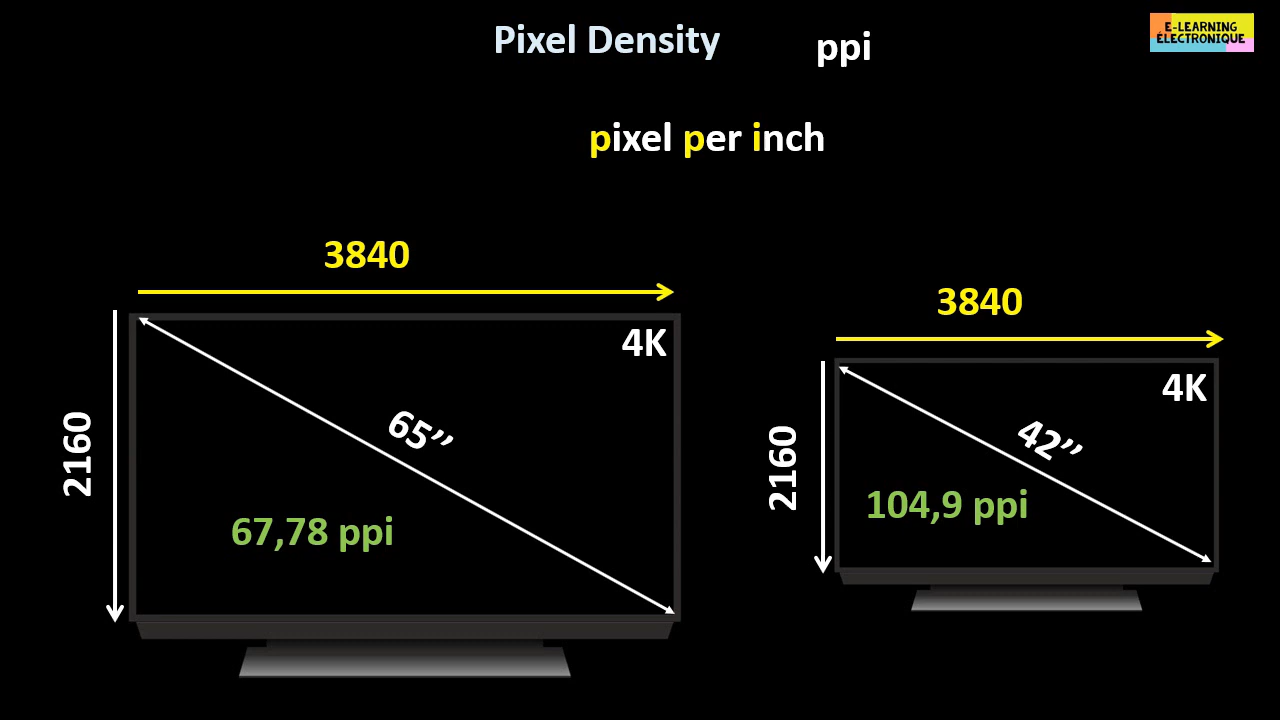 Pixel Density
ppi
E-LEARNING
ÉLECTRONIQUE
pixel per inch
3840
4K
2160
65’’
67,78 ppi
3840
4K
2160
42’’
104,9 ppi